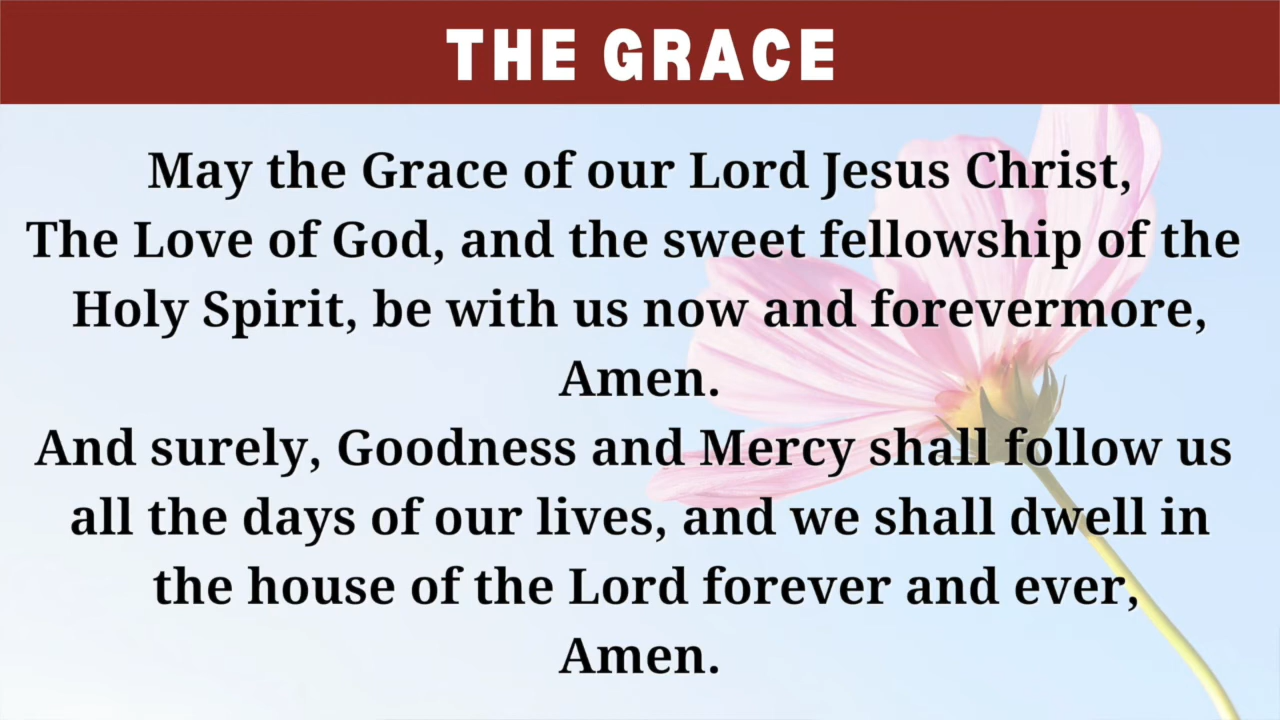 THE GRACE
May the Grace of our Lord Jesus Christ,
The Love of God, and the sweet fellowship of the
Holy Spirit, be with us now and forevermore,
Amen.
And surely, Goodness and Mercy shall follow us
all the days of our lives, and we shall dwell in
the house of the Lord forever and ever,
Amen.